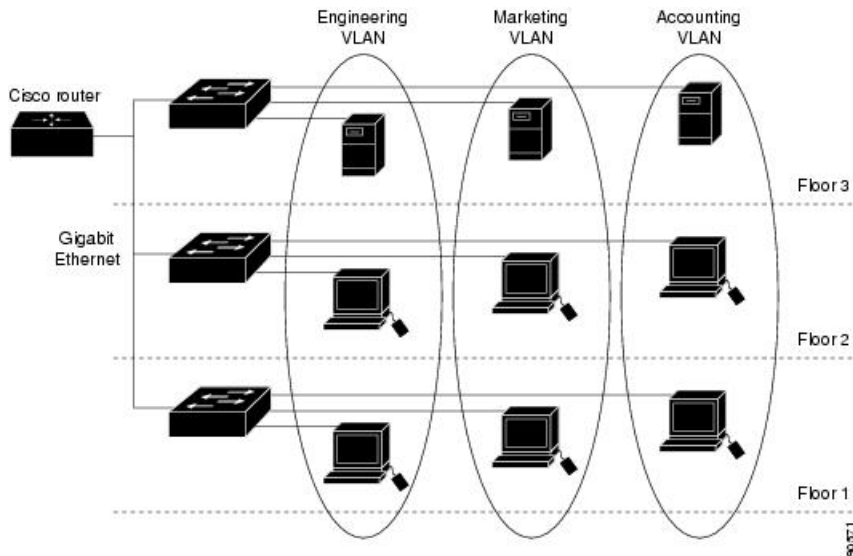 Engineering
VLAN
Marketing
VLAN
Accounting
VLAN
Cisco router
Floor 3
Gigabit
Ethernet
Floor 2
Floor 1